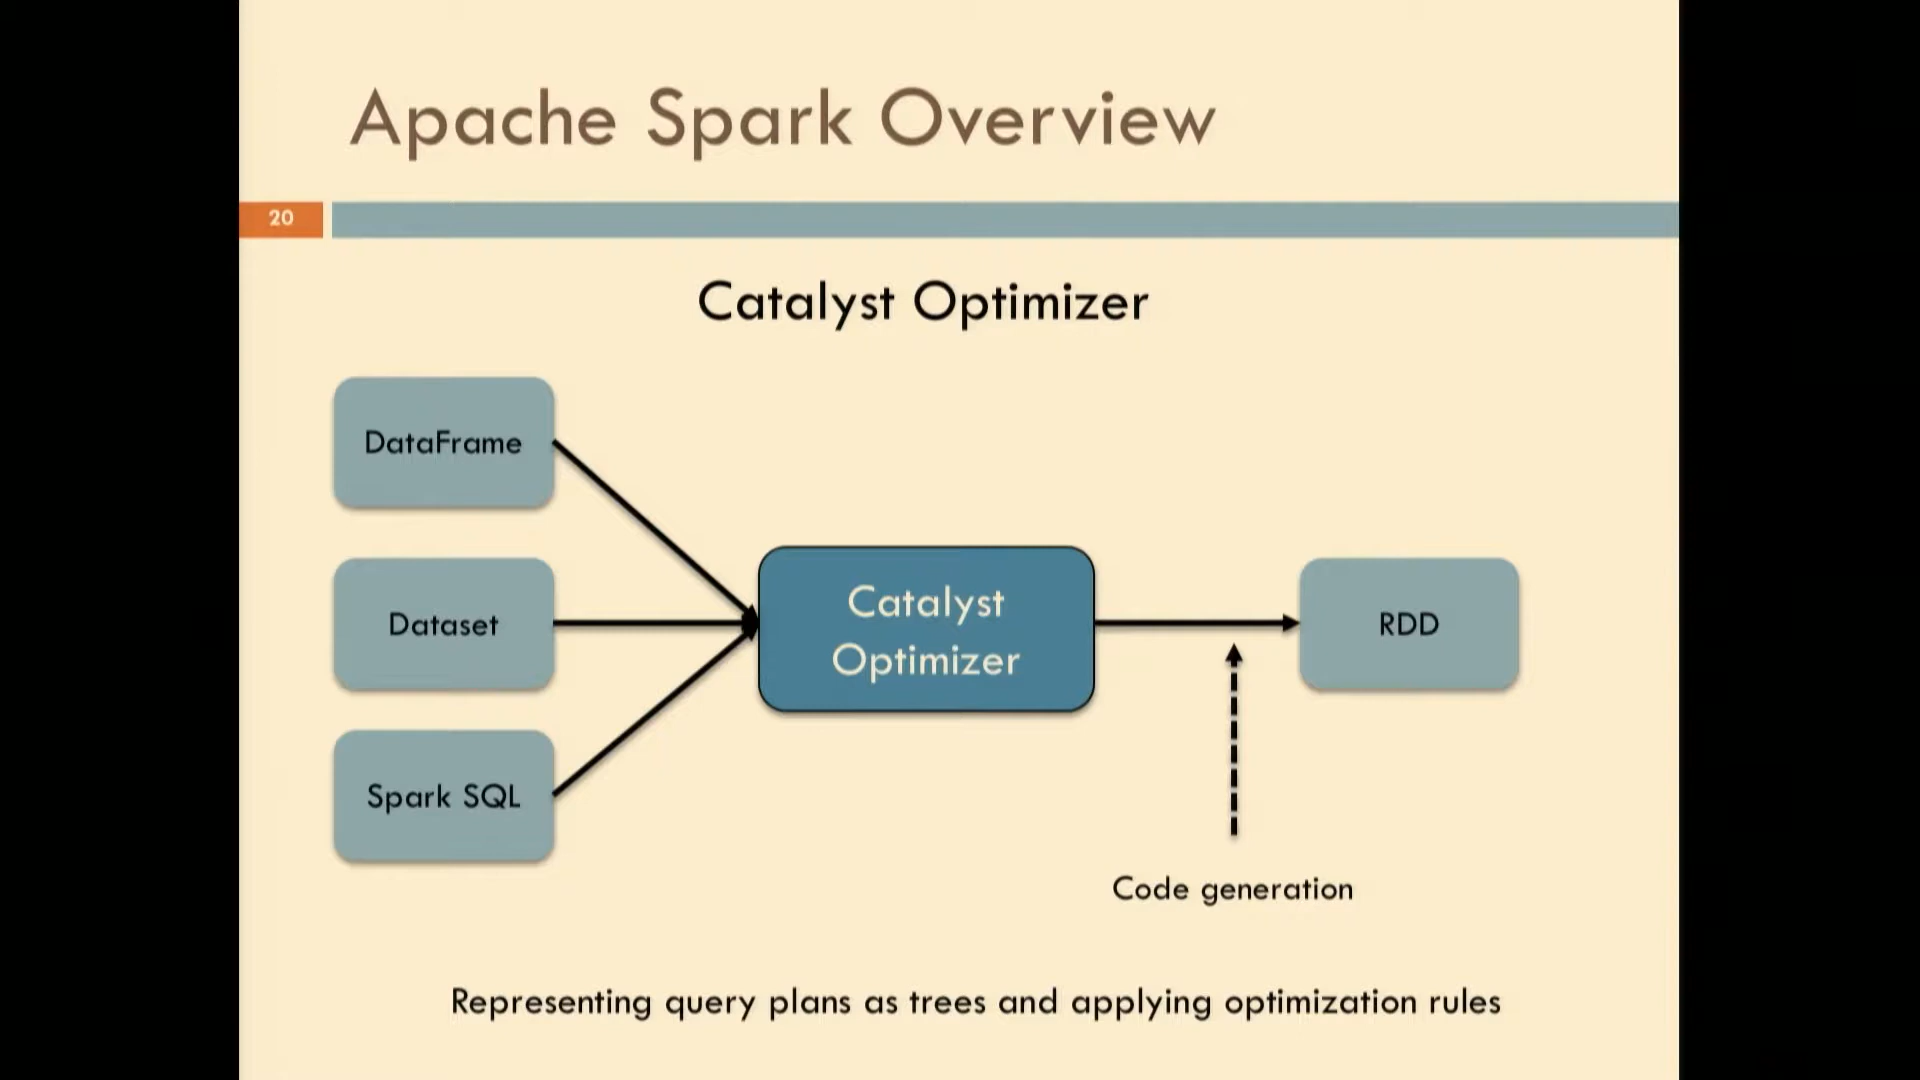 Apache Spark Overview
20
Catalyst Optimizer
DataFrame
Dataset
Spark SQL
Catalyst
Optimizer
RDD
Code generation
Representing query plans as trees and applying optimization rules